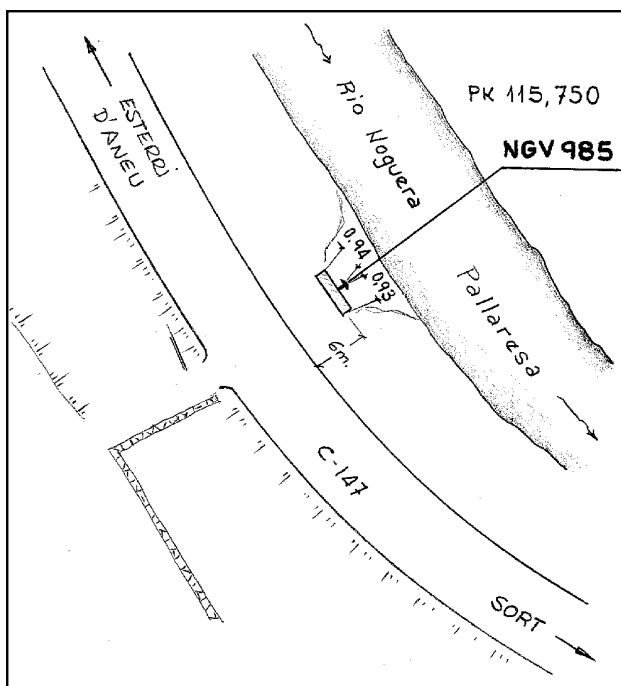 ESTERRI
D'ANEU
Rio Noguera
Pallaresa
PK 115,750
NGV 985
0.94
0.93
6m.
C-147
SORT